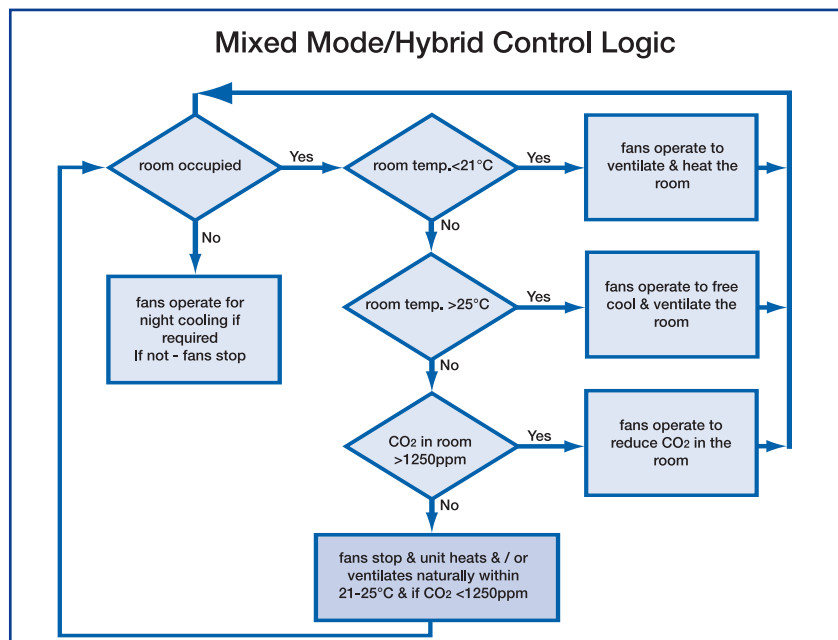 Mixed Mode/Hybrid Control Logic
room occupied
Yes
room temp.<21°C
Yes
fans operate to
ventilate & heat the
room
No
fans operate for
night cooling if
required
If not - fans stop
No
room temp. >25°C
Yes
fans operate to free
cool & ventilate the
room
No
CO₂ in room
>1250ppm
Yes
fans operate to
reduce CO₂ in the
room
No
fans stop & unit heats & / or
ventilates naturally within
21-25°C & if CO₂ <1250ppm